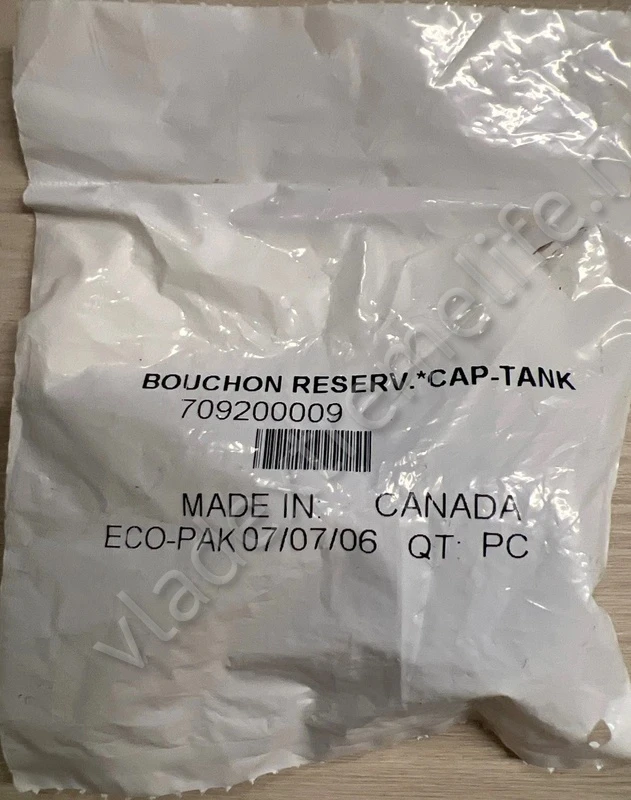 BOUCHON RESERV.*CAP-TANK
709200009
MADE IN: CANADA
ECO-PAK 07/07/06 QT: PC